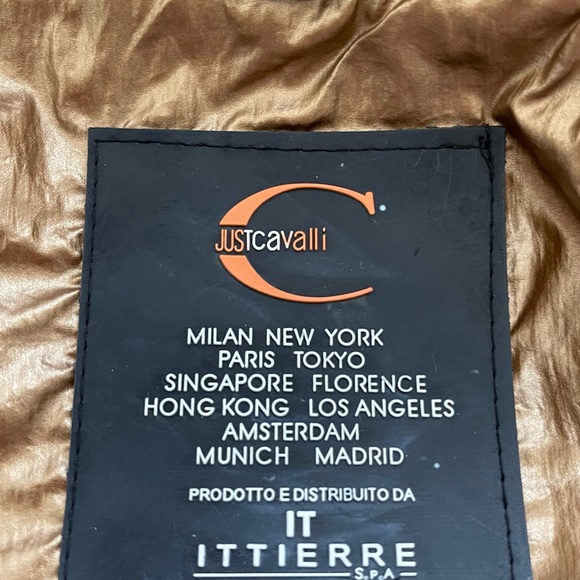 JUSTcavalli
MILAN NEW YORK
PARIS TOKYO
SINGAPORE FLORENCE
HONG KONG LOS ANGELES
AMSTERDAM
MUNICH MADRID
PRODOTTO E DISTRIBUITO DA
IT
ITTIERRE
S.P.A